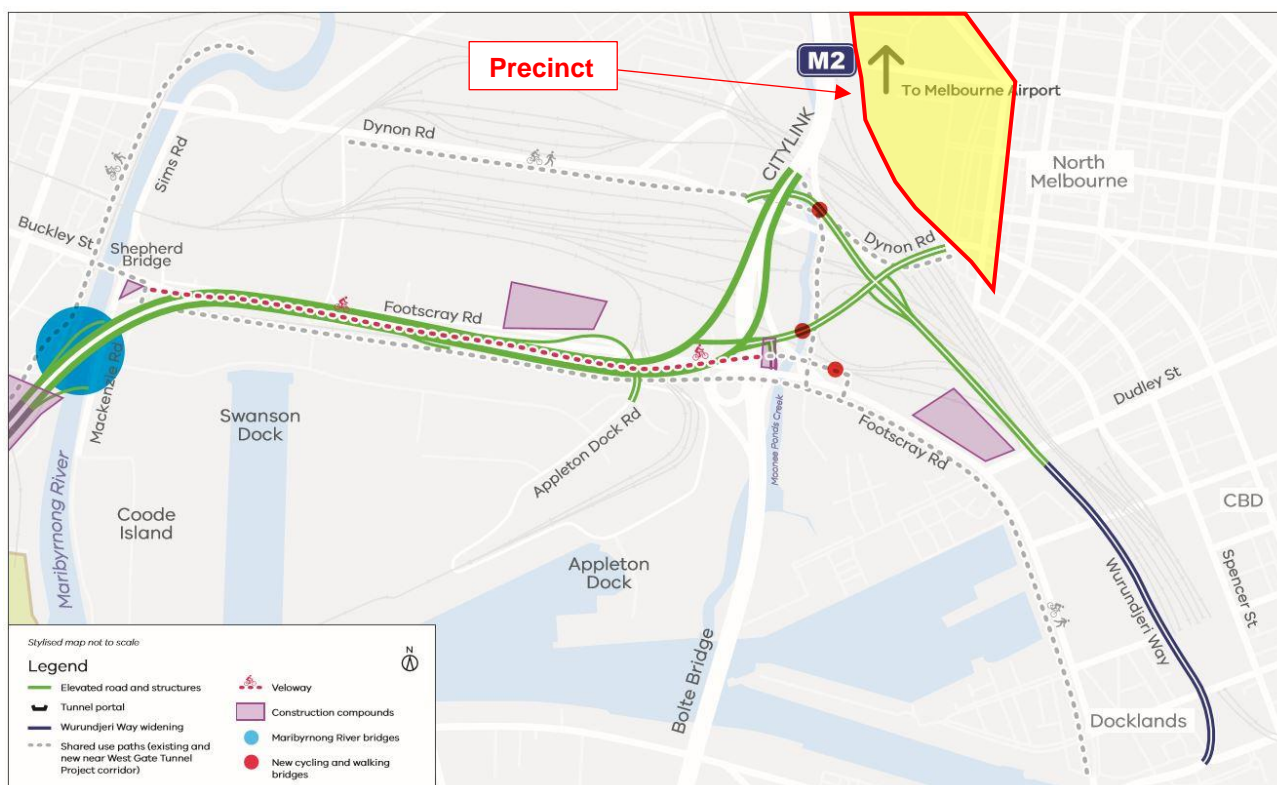 Precinct
M2
To Melbourne Airport
CITYLINK
Dynon Rd
Sims Rd
North
Melbourne
Buckley St
Shepherd
Bridge
Dynon Rd
Footscray Rd
Mackenzie Rd
Swanson
Dock
Dudley St
Maribyrnong River
Moonee Ponds Creek
Appleton Dock Rd
Footscray Rd
Coode
Island
CBD
Appleton
Dock
Spencer St
Wurundjeri Way
Bolte Bridge
Docklands
Stylised map not to scale
Legend
N
Elevated road and structures
Tunnel portal
Wurundjeri Way widening
Shared use paths (existing and
new near West Gate Tunnel
Project corridor)
Veloway
Construction compounds
Maribyrnong River bridges
New cycling and walking
bridges